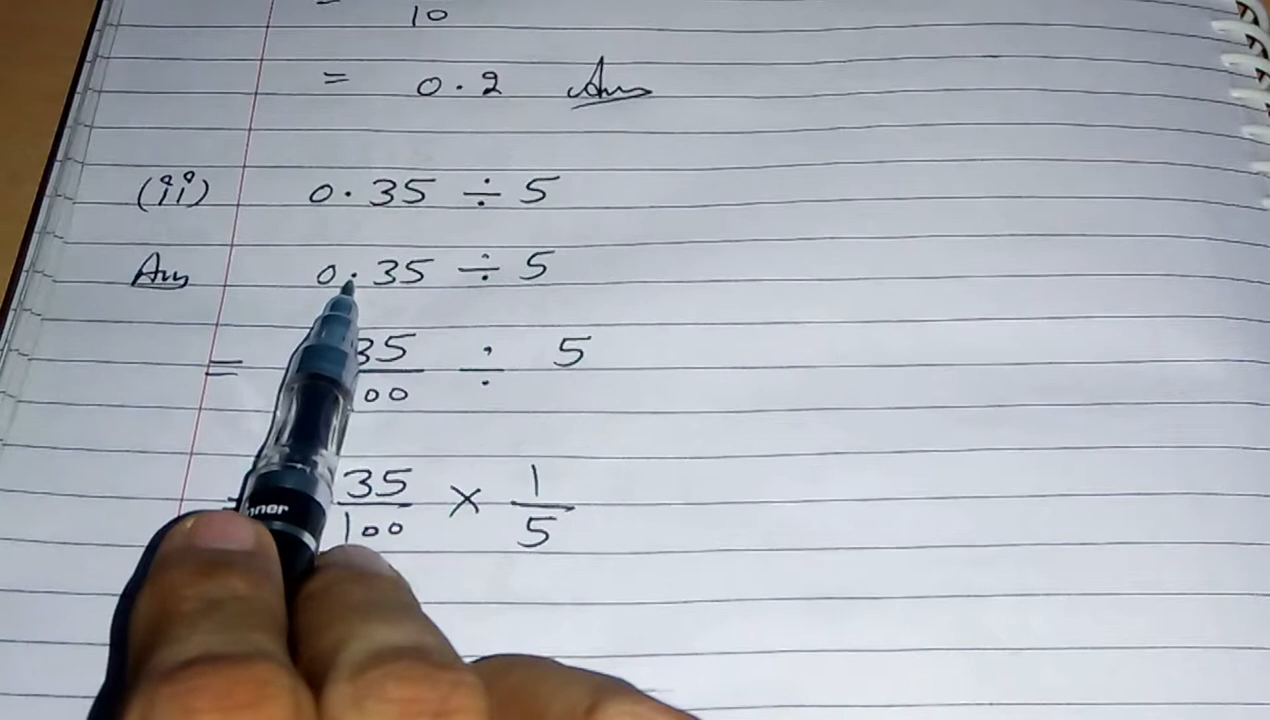 10
= 0.2 Ans
(ii) 0.35 ÷ 5
Ans 0.35 ÷ 5
= 35/100 ÷ 5
35/100 × 1/5